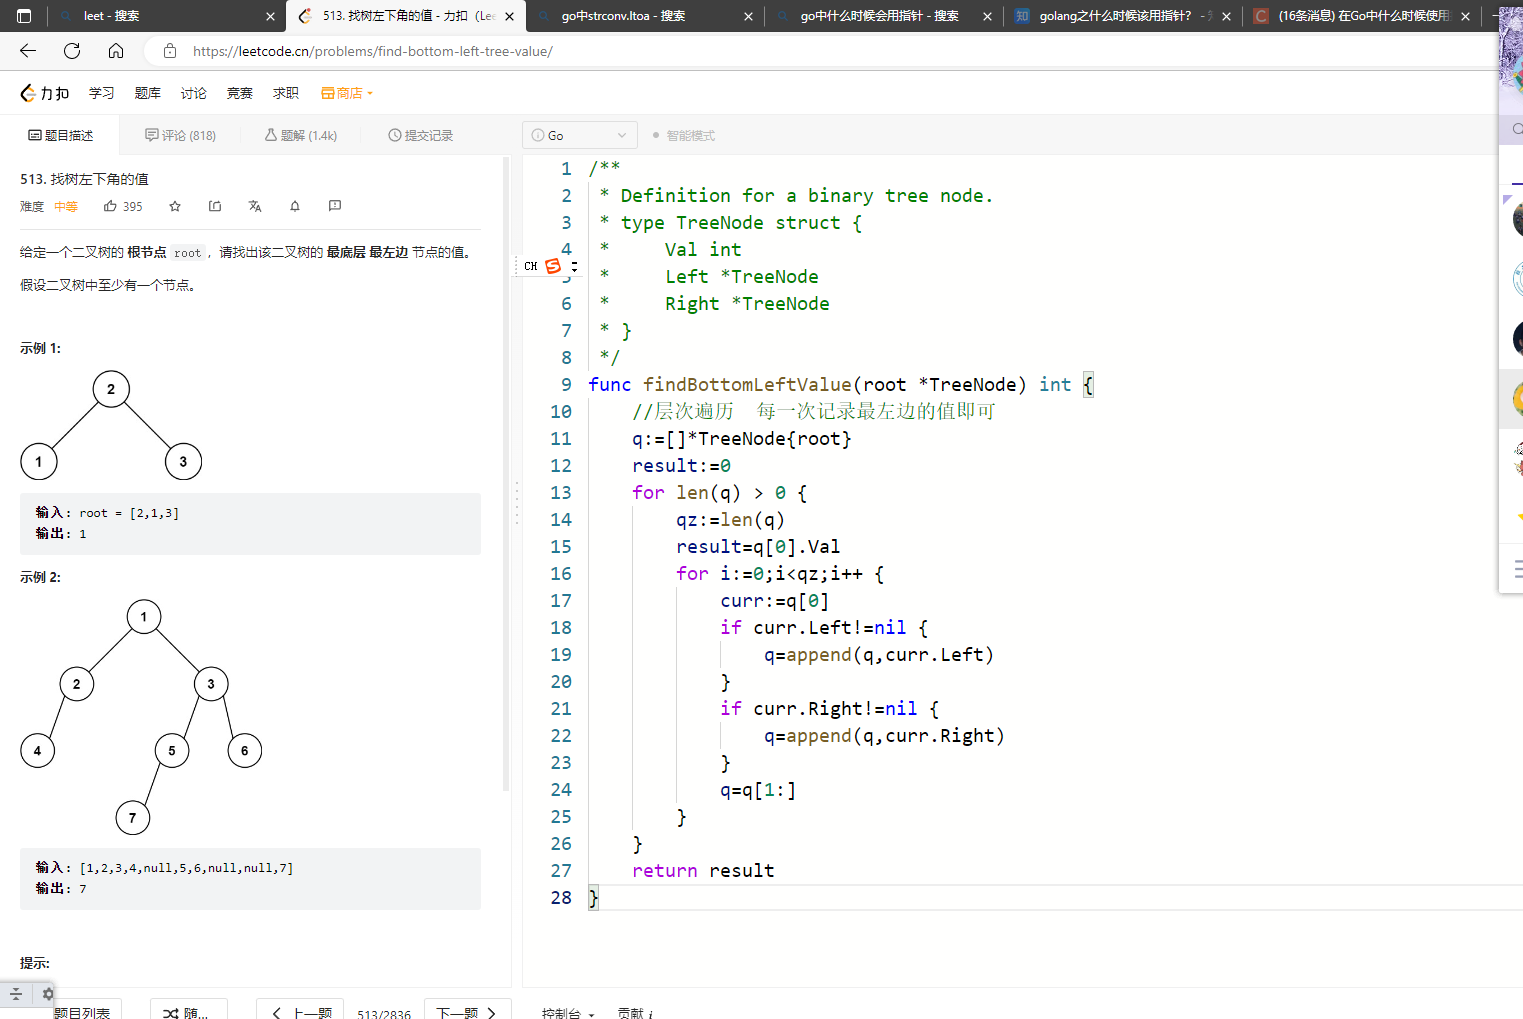 leet - 搜索
513. 找树左下角的值 - 力扣 (Lee
go中strconv.Itoa - 搜索
go中什么时候会用指针 - 搜索
golang之什么时候该用指针? -
(16条消息) 在Go中什么时候使用
https://leetcode.cn/problems/find-bottom-left-tree-value/
力扣 学习 题库 讨论 竞赛 求职 商店
题目描述 评论 (818) 题解 (1.4k) 提交记录
Go 智能模式
513. 找树左下角的值
难度 中等 395
给定一个二叉树的 根节点 root ,请找出该二叉树的 最底层 最左边 节点的值。
假设二叉树中至少有一个节点。
示例 1:
2
1 3
输入: root = [2,1,3]
输出: 1
示例 2:
1
2 3
4 5 6
7
输入: [1,2,3,4,null,5,6,null,null,7]
输出: 7
提示:
CH
1 /**
2 * Definition for a binary tree node.
3 * type TreeNode struct {
4 *     Val int
5 *     Left *TreeNode
6 *     Right *TreeNode
7 * }
8 */
9 func findBottomLeftValue(root *TreeNode) int {
10     //层次遍历  每一次记录最左边的值即可
11     q:=[]*TreeNode{root}
12     result:=0
13     for len(q) > 0 {
14         qz:=len(q)
15         result=q[0].Val
16         for i:=0;i<qz;i++ {
17             curr:=q[0]
18             if curr.Left!=nil {
19                 q=append(q,curr.Left)
20             }
21             if curr.Right!=nil {
22                 q=append(q,curr.Right)
23             }
24             q=q[1:]
25         }
26     }
27     return result
28 }
题目列表 随... 上一题 513/2836 下一题 控制台 贡献 i